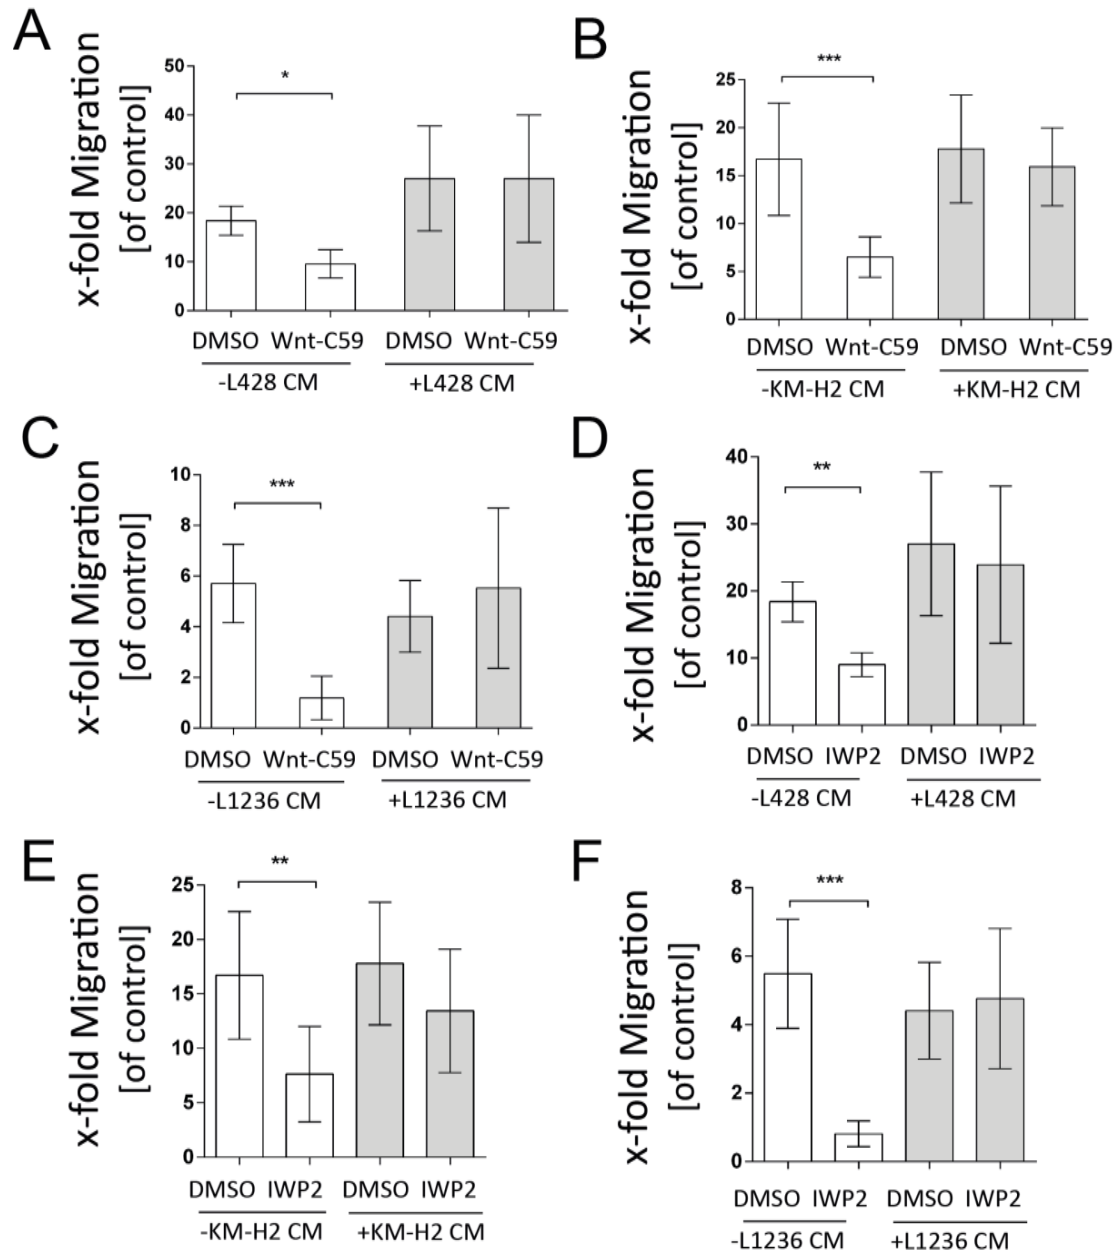 A
x-fold Migration
[of control]
50
40
30
20
10
0
*
DMSO Wnt-C59 DMSO Wnt-C59
-L428 CM +L428 CM
B
x-fold Migration
[of control]
25
20
15
10
5
0
***
DMSO Wnt-C59 DMSO Wnt-C59
-KM-H2 CM +KM-H2 CM
C
x-fold Migration
[of control]
10
8
6
4
2
0
***
DMSO Wnt-C59 DMSO Wnt-C59
-L1236 CM +L1236 CM
D
x-fold Migration
[of control]
40
30
20
10
0
**
DMSO IWP2 DMSO IWP2
-L428 CM +L428 CM
E
x-fold Migration
[of control]
25
20
15
10
5
0
**
DMSO IWP2 DMSO IWP2
-KM-H2 CM +KM-H2 CM
F
x-fold Migration
[of control]
8
6
4
2
0
***
DMSO IWP2 DMSO IWP2
-L1236 CM +L1236 CM